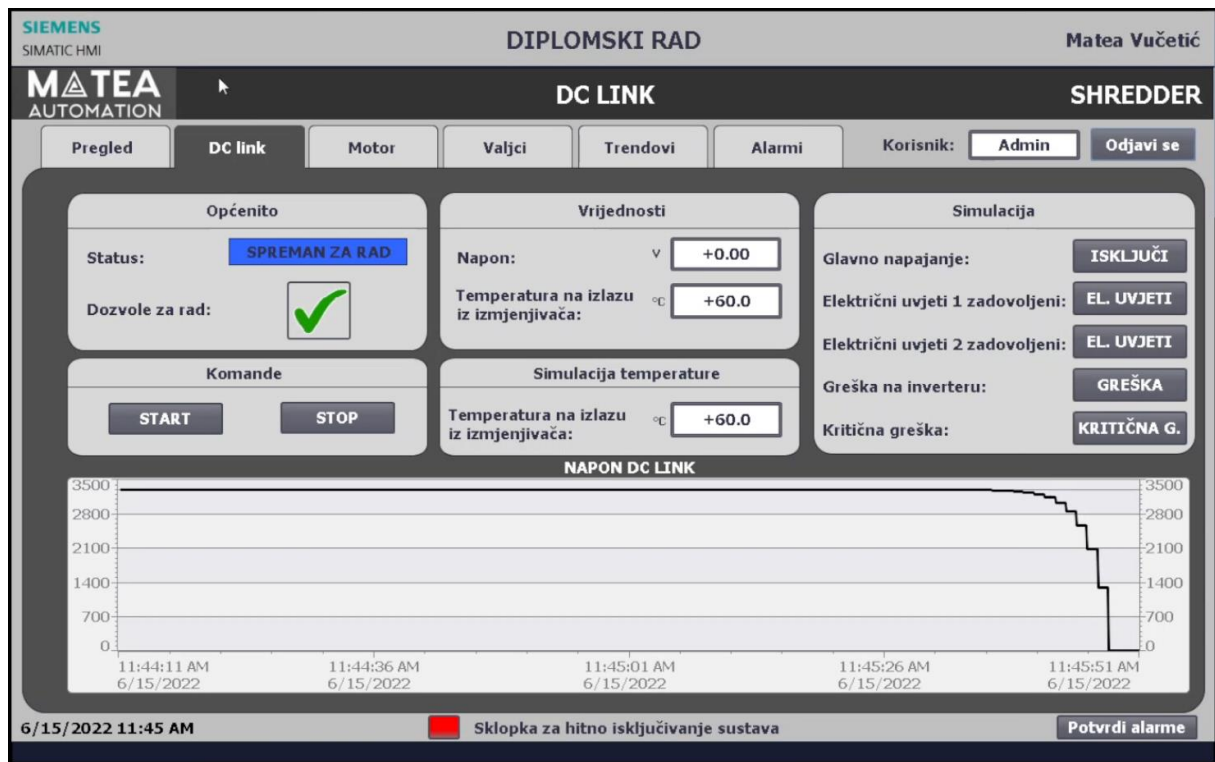 SIEMENS
SIMATIC HMI
DIPLOMSKI RAD
Matea Vučetić
MATEA
AUTOMATION
DC LINK
SHREDDER
Pregled
DC link
Motor
Valjci
Trendovi
Alarmi
Korisnik:
Admin
Odjavi se
Općenito
Status:
SPREMAN ZA RAD
Dozvole za rad:
Komande
START
STOP
Vrijednosti
Napon:
V
+0.00
Temperatura na izlazu
iz izmjenjivača:
°C
+60.0
Simulacija temperature
Temperatura na izlazu
iz izmjenjivača:
°C
+60.0
Simulacija
Glavno napajanje:
ISKLJUČI
Električni uvjeti 1 zadovoljeni:
EL. UVJETI
Električni uvjeti 2 zadovoljeni:
EL. UVJETI
Greška na inverteru:
GREŠKA
Kritična greška:
KRITIČNA G.
NAPON DC LINK
3500
2800
2100
1400
700
0
3500
2800
2100
1400
700
0
11:44:11 AM
6/15/2022
11:44:36 AM
6/15/2022
11:45:01 AM
6/15/2022
11:45:26 AM
6/15/2022
11:45:51 AM
6/15/2022
6/15/2022 11:45 AM
Sklopka za hitno isključivanje sustava
Potvrdi alarme